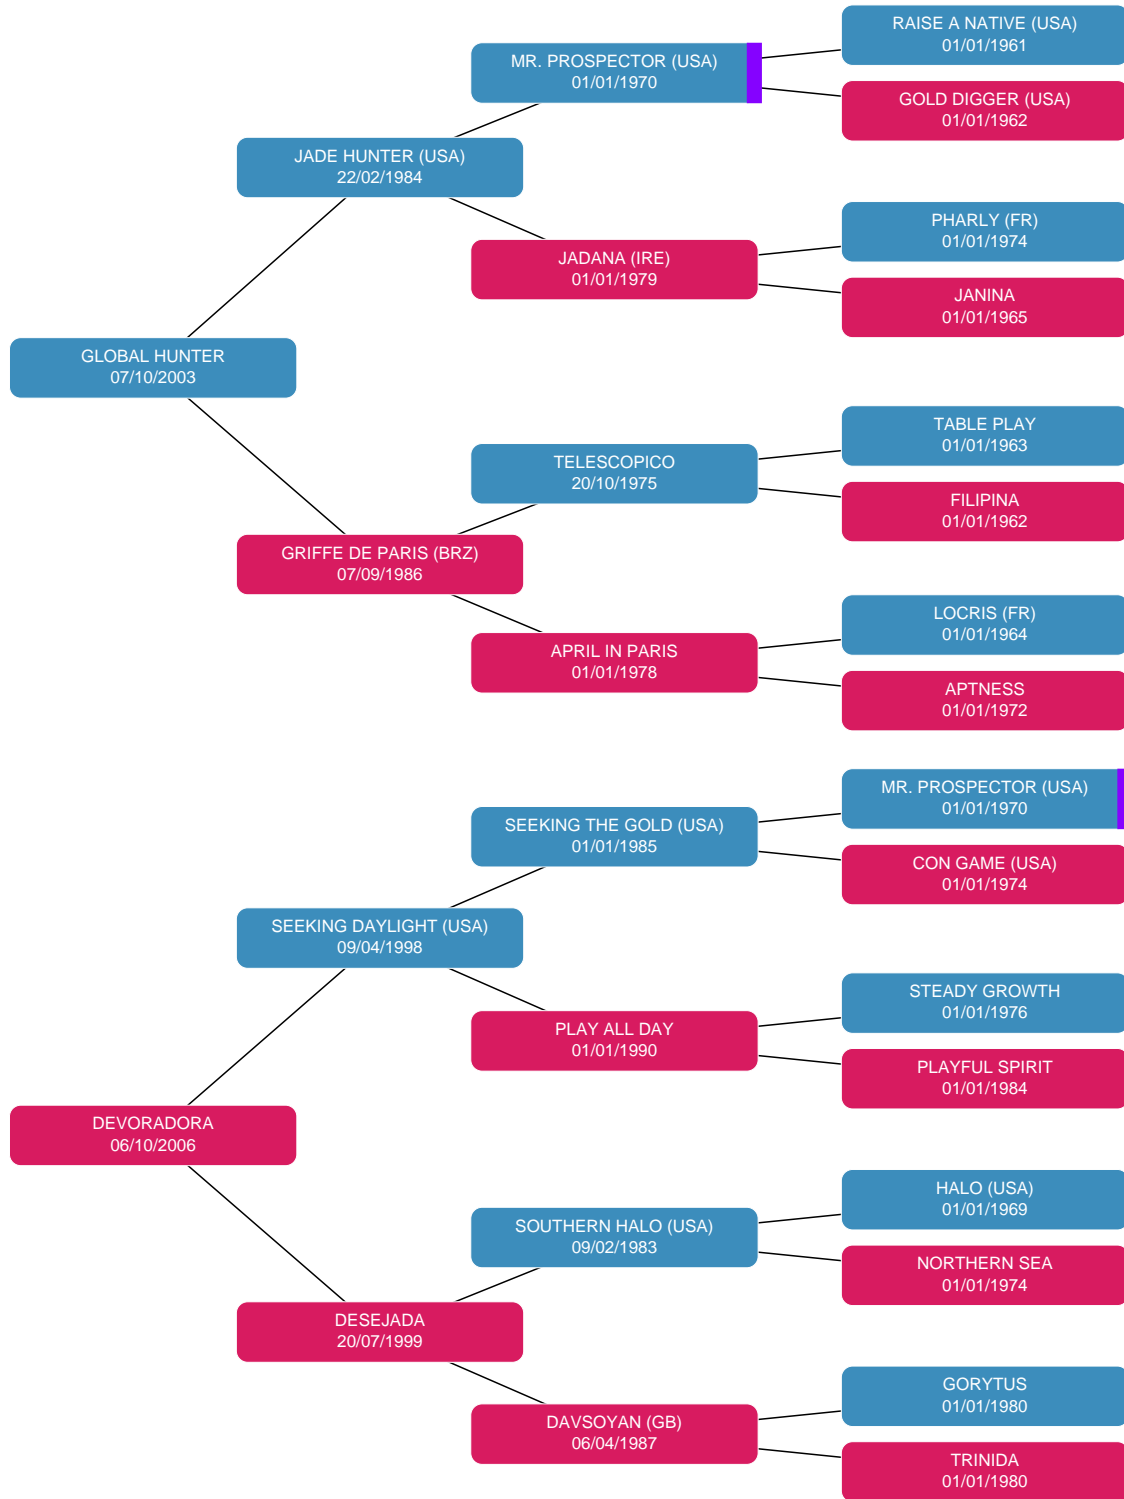 RAISE A NATIVE (USA)
01/01/1961
MR. PROSPECTOR (USA)
01/01/1970
GOLD DIGGER (USA)
01/01/1962
JADE HUNTER (USA)
22/02/1984
PHARLY (FR)
01/01/1974
JADANA (IRE)
01/01/1979
JANINA
01/01/1965
GLOBAL HUNTER
07/10/2003
TABLE PLAY
01/01/1963
TELESCOPICO
20/10/1975
FILIPINA
01/01/1962
GRIFFE DE PARIS (BRZ)
07/09/1986
LOCRIS (FR)
01/01/1964
APRIL IN PARIS
01/01/1978
APTNESS
01/01/1972
MR. PROSPECTOR (USA)
01/01/1970
SEEKING THE GOLD (USA)
01/01/1985
CON GAME (USA)
01/01/1974
SEEKING DAYLIGHT (USA)
09/04/1998
STEADY GROWTH
01/01/1976
PLAY ALL DAY
01/01/1990
PLAYFUL SPIRIT
01/01/1984
DEVORADORA
06/10/2006
HALO (USA)
01/01/1969
SOUTHERN HALO (USA)
09/02/1983
NORTHERN SEA
01/01/1974
DESEJADA
20/07/1999
GORYTUS
01/01/1980
DAVSOYAN (GB)
06/04/1987
TRINIDA
01/01/1980